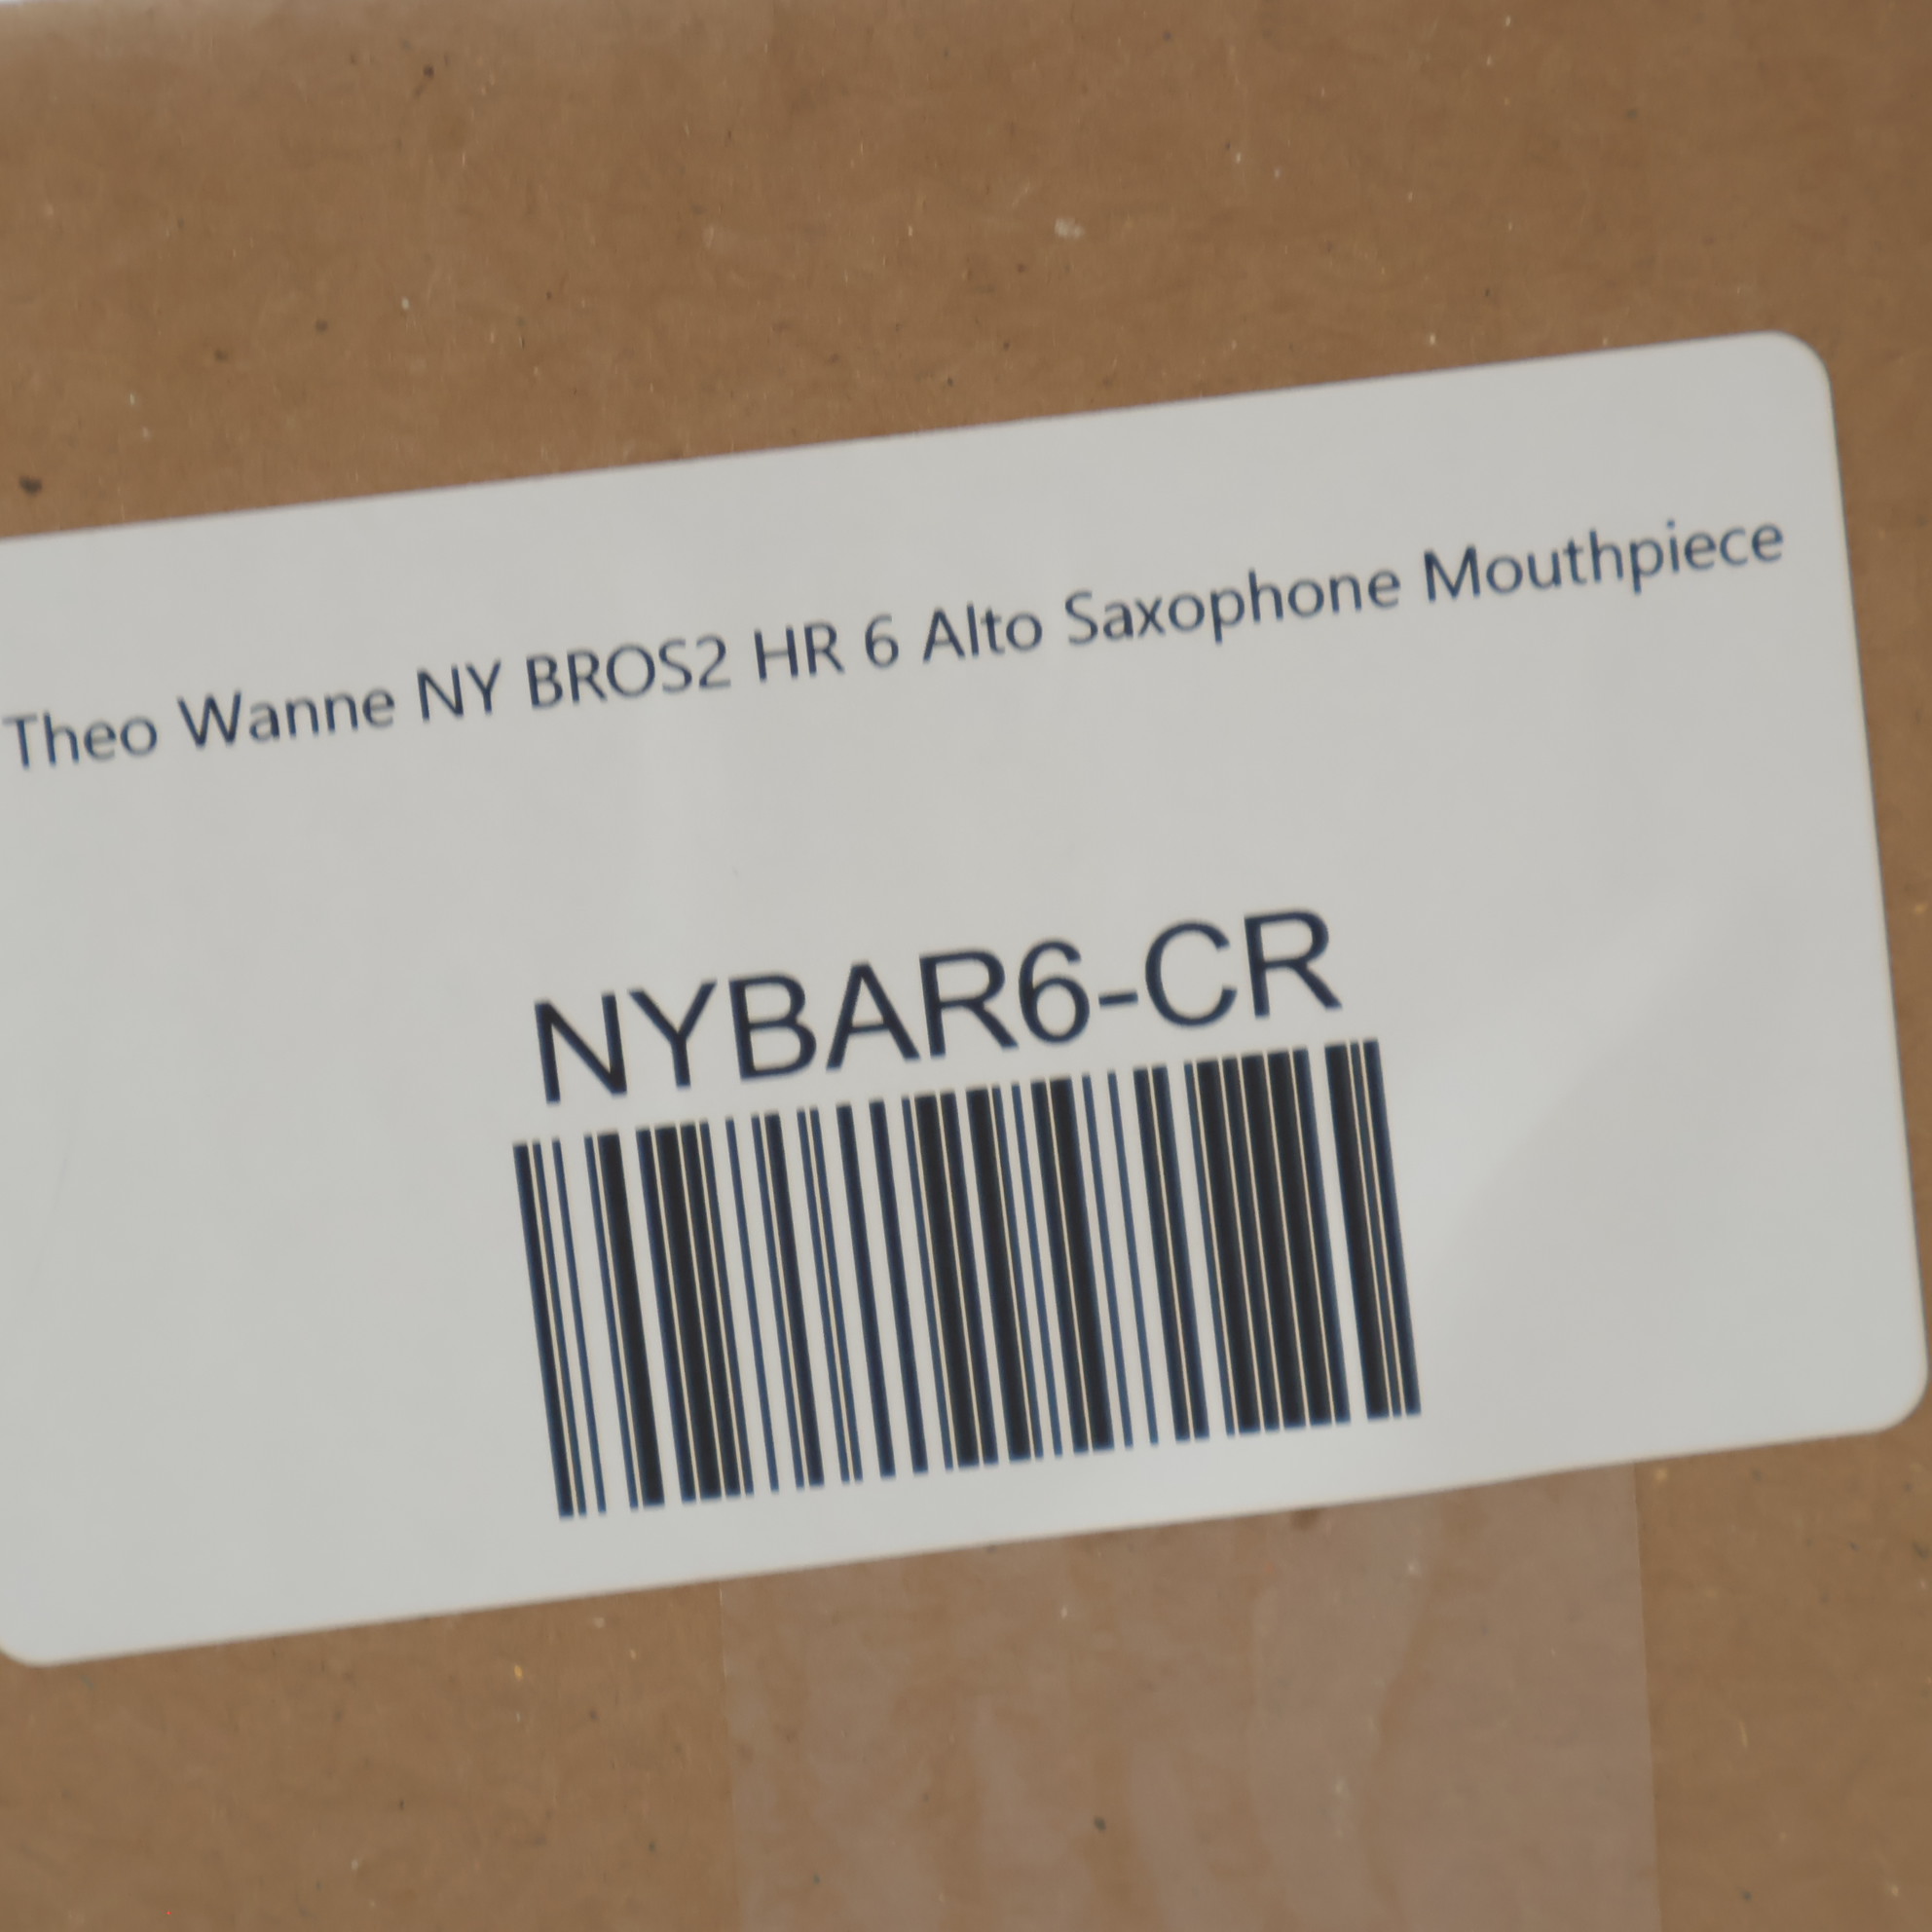 Theo Wanne NY BROS2 HR 6 Alto Saxophone Mouthpiece
NYBAR6-CR